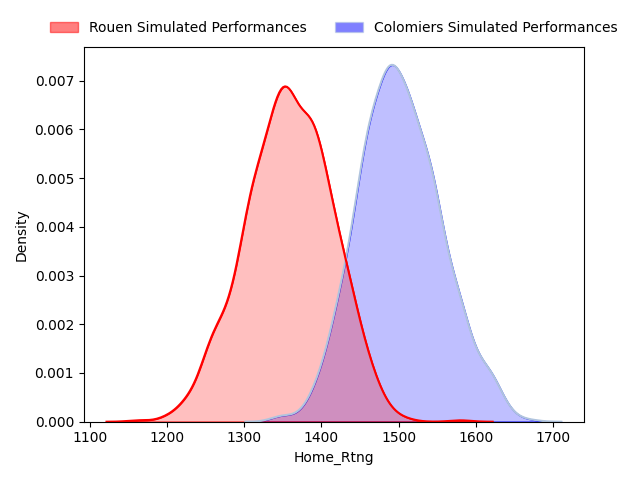 Rouen Simulated Performances
Colomiers Simulated Performances
0.007
0.006
0.005
0.004
0.003
0.002
0.001
0.000
Density
1100 1200 1300 1400 1500 1600 1700
Home_Rtng